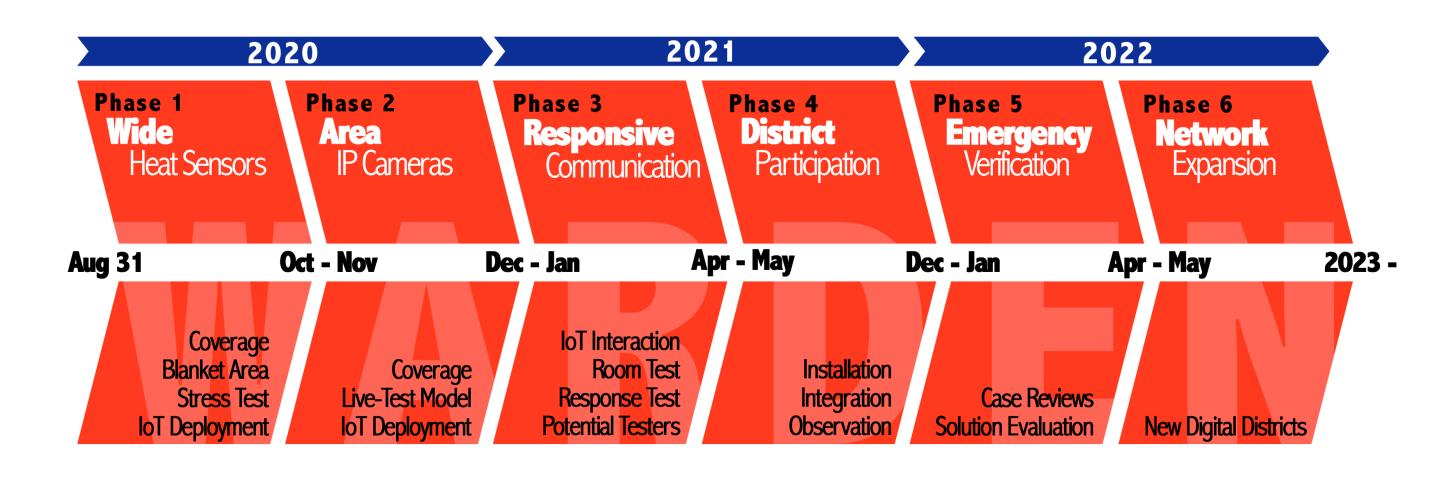 2020
2021
2022
Phase 1
Wide
Heat Sensors
Phase 2
Area
IP Cameras
Phase 3
Responsive
Communication
Phase 4
District
Participation
Phase 5
Emergency
Verification
Phase 6
Network
Expansion
WARDEN
Aug 31
Oct - Nov
Dec - Jan
Apr - May
Dec - Jan
Apr - May
2023 -
Coverage
Blanket Area
Stress Test
IoT Deployment
Coverage
Live-Test Model
IoT Deployment
IoT Interaction
Room Test
Response Test
Potential Testers
Installation
Integration
Observation
Case Reviews
Solution Evaluation
New Digital Districts